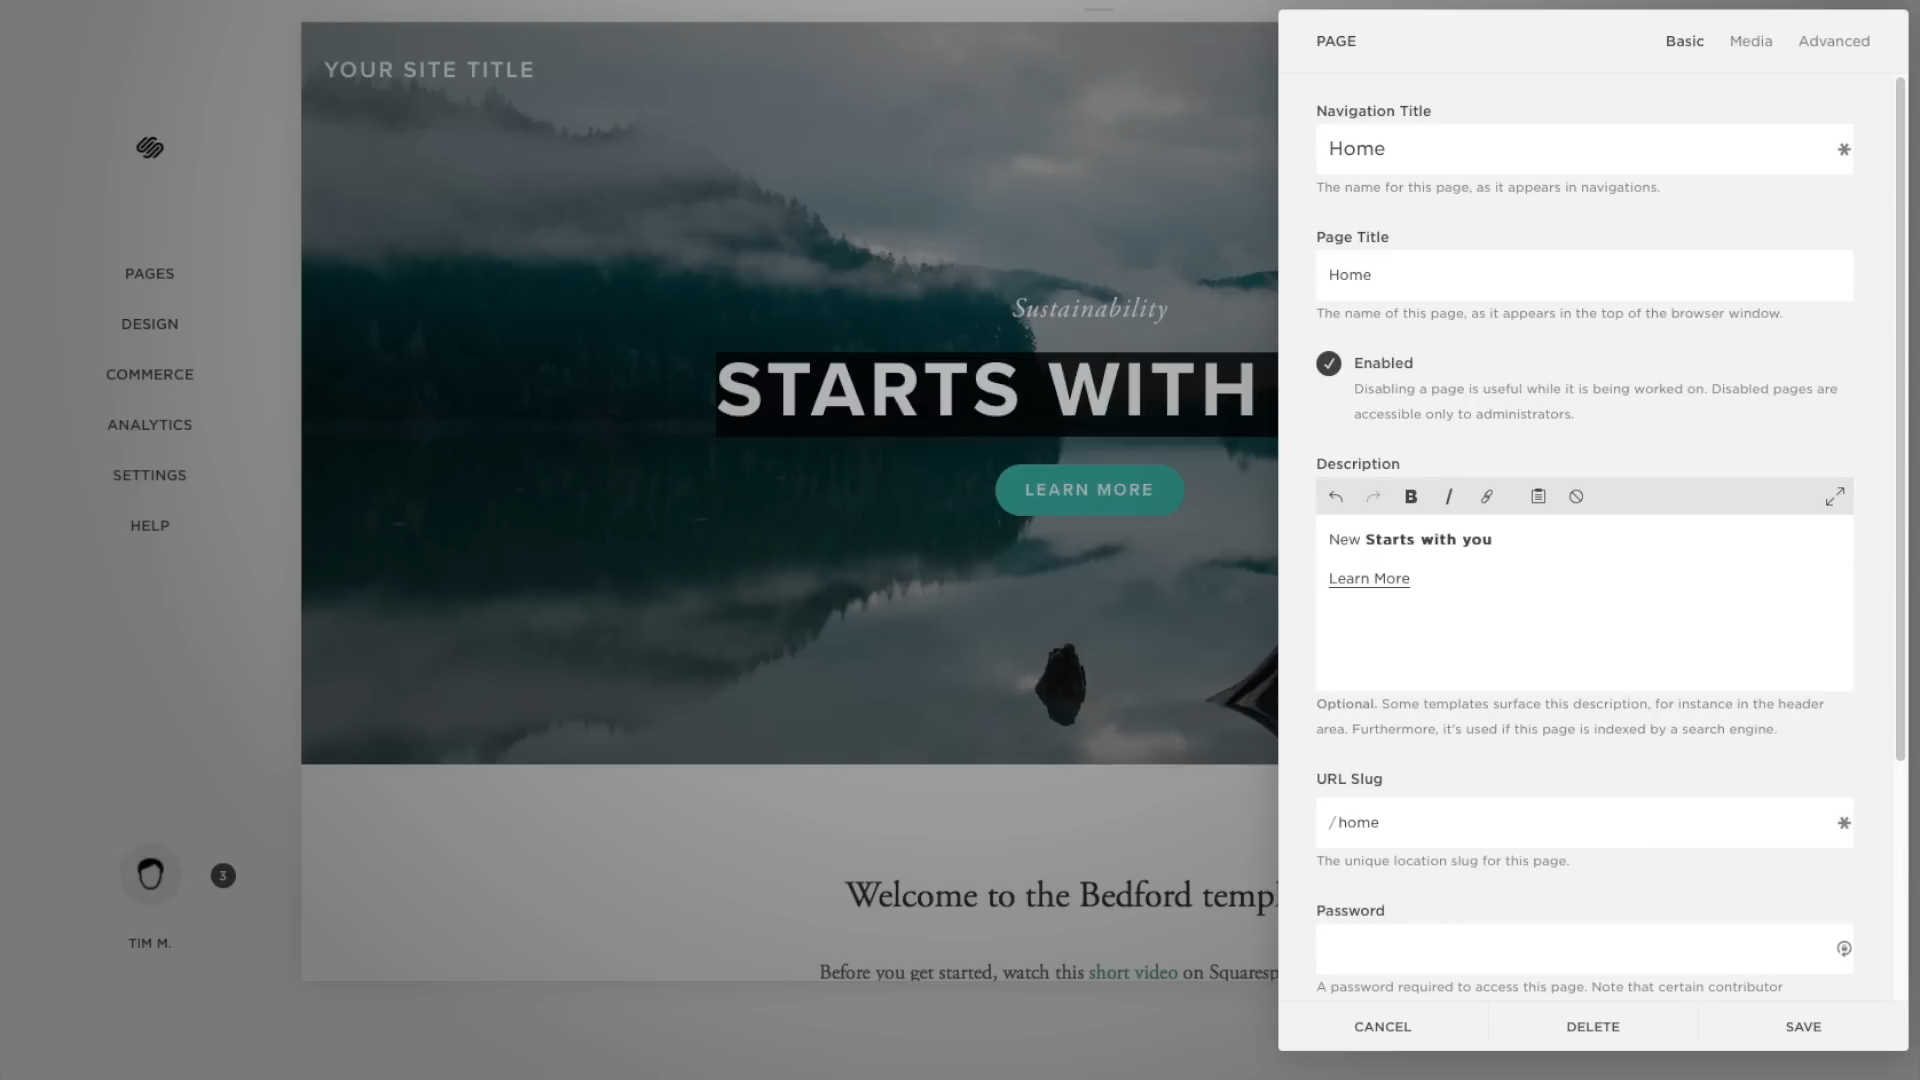 YOUR SITE TITLE
PAGES
DESIGN
COMMERCE
ANALYTICS
SETTINGS
HELP
3
TIM M.
Sustainability
STARTS WITH
LEARN MORE
Welcome to the Bedford
Before you get started, watch this short video on
PAGE
Basic
Media
Advanced
Navigation Title
Home
The name for this page, as it appears in navigations.
Page Title
Home
The name of this page, as it appears in the top of the browser window.
Enabled
Disabling a page is useful while it is being worked on. Disabled pages are
accessible only to administrators.
Description
B I
New Starts with you
Learn More
Optional. Some templates surface this description, for instance in the header
area. Furthermore, it's used if this page is indexed by a search engine.
URL Slug
/home
The unique location slug for this page.
Password
A password required to access this page. Note that certain contributor
CANCEL
DELETE
SAVE